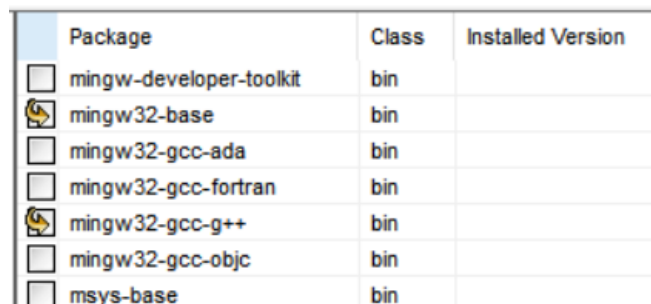 Package Class Installed Version
mingw-developer-toolkit bin
mingw32-base bin
mingw32-gcc-ada bin
mingw32-gcc-fortran bin
mingw32-gcc-g++ bin
mingw32-gcc-objc bin
msys-base bin